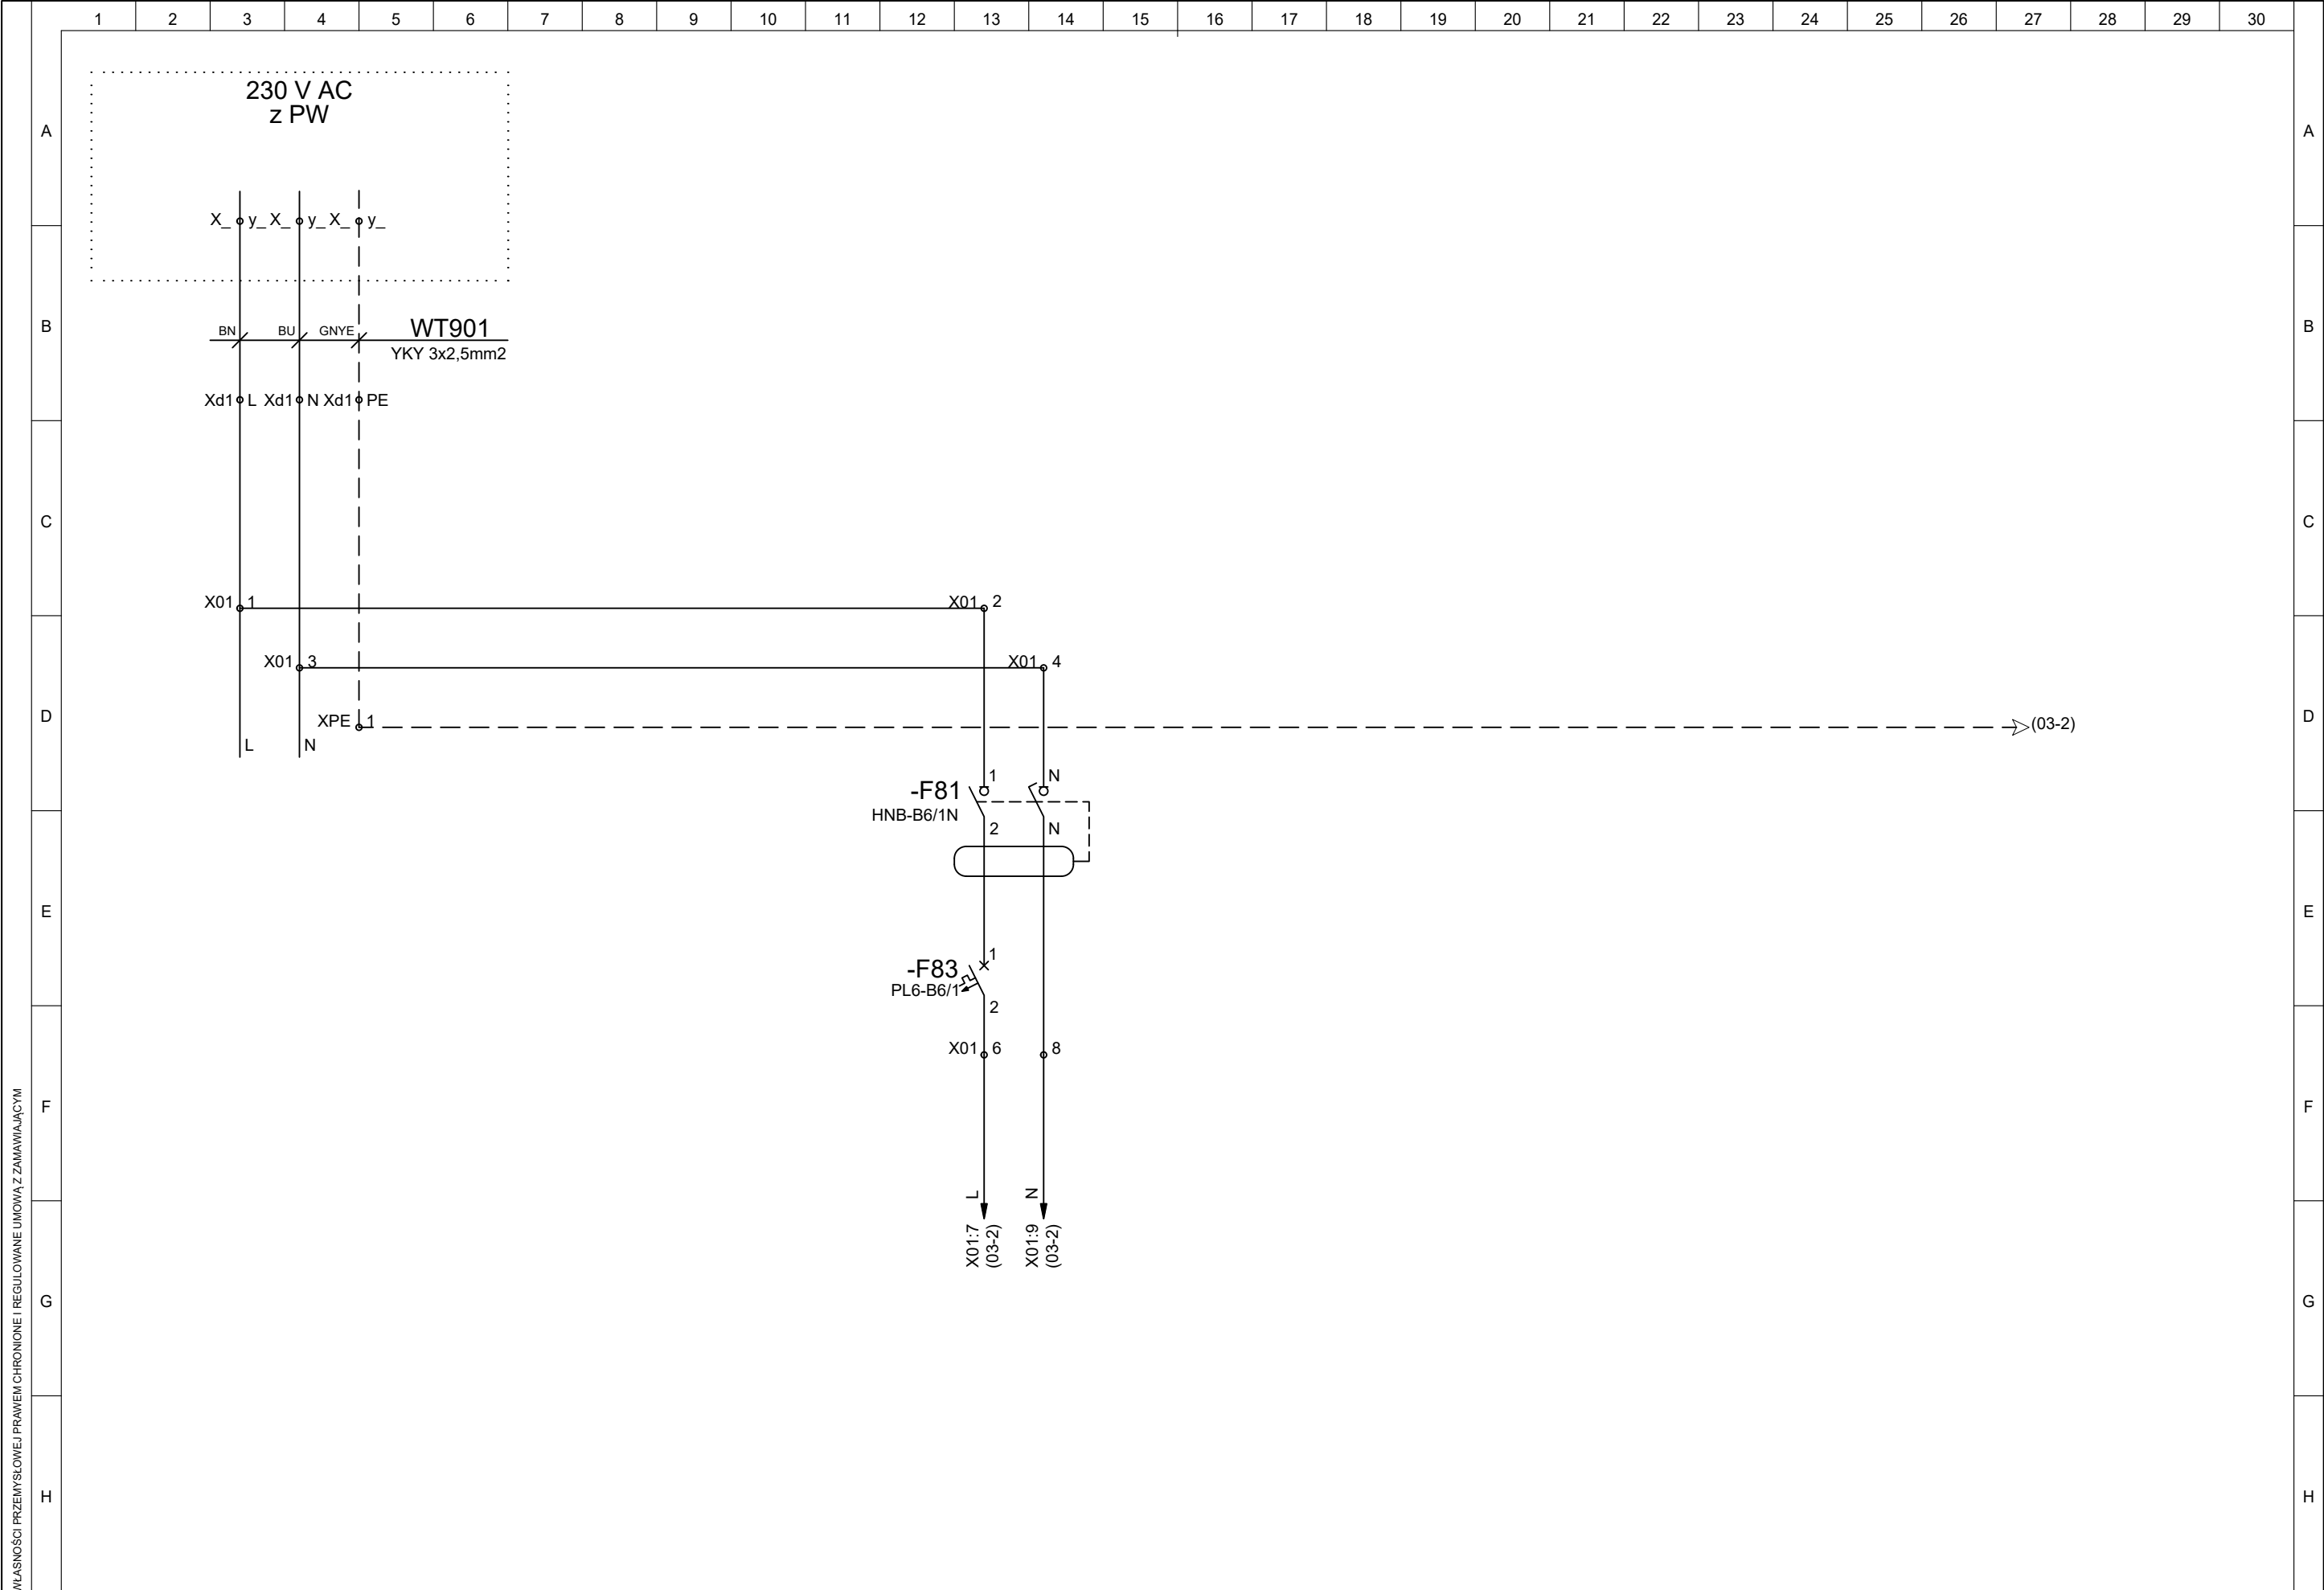 1 2 3 4 5 6 7 8 9 10 11 12 13 14 15 16 17 18 19 20 21 22 23 24 25 26 27 28 29 30
230 V AC
z PW
A A
X_ y_ X_ y_ X_ y_
B B
BN BU GNYE WT901
YKY 3x2,5mm2
Xd1 L Xd1 N Xd1 PE
C C
X01 1 X01 2
X01 3 X01 4
D D
XPE 1 (03-2)
L N
1 N
-F81
HNB-B6/1N
2 N
E E
1
-F83
PL6-B6/1
2
X01 6 8
F F
L N
X01:7
(03-2)
X01:9
(03-2)
G G
H H
WŁASNOŚCI PRZEMYSŁOWEJ PRAWEM CHRONIONE I REGULOWANE UMOWĄ Z ZAMAWIAJĄCYM